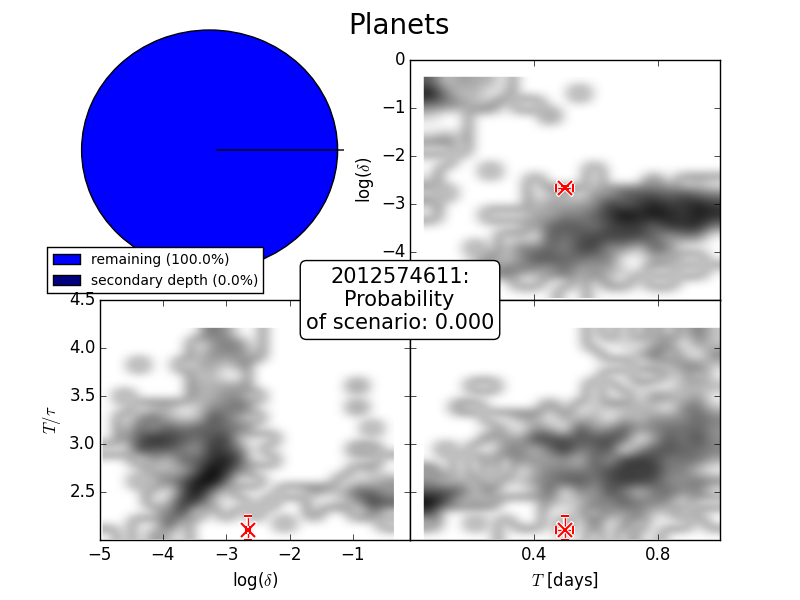 Planets
remaining (100.0%)
secondary depth (0.0%)
0
−1
−2
−3
−4
log(δ)
2012574611:
Probability
of scenario: 0.000
4.5
4.0
3.5
3.0
2.5
T/τ
−5
−4
−3
−2
−1
log(δ)
0.4
0.8
T [days]